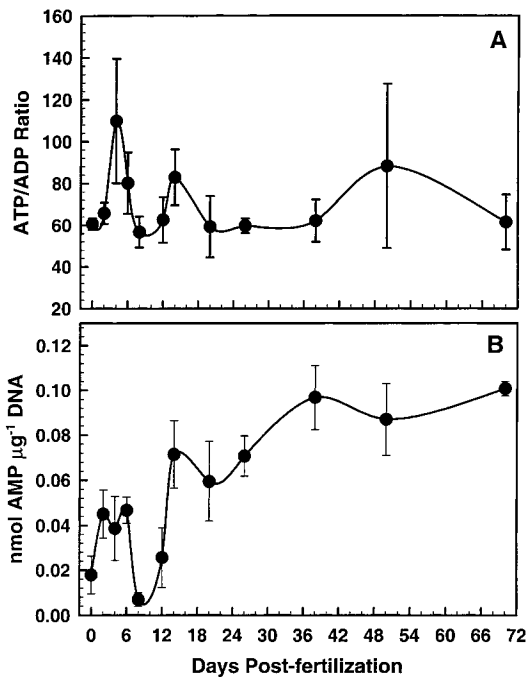 A
ATP/ADP Ratio
160
140
120
100
80
60
40
20
B
nmol AMP µg⁻¹ DNA
0.12
0.10
0.08
0.06
0.04
0.02
0.00
0 6 12 18 24 30 36 42 48 54 60 66 72
Days Post-fertilization